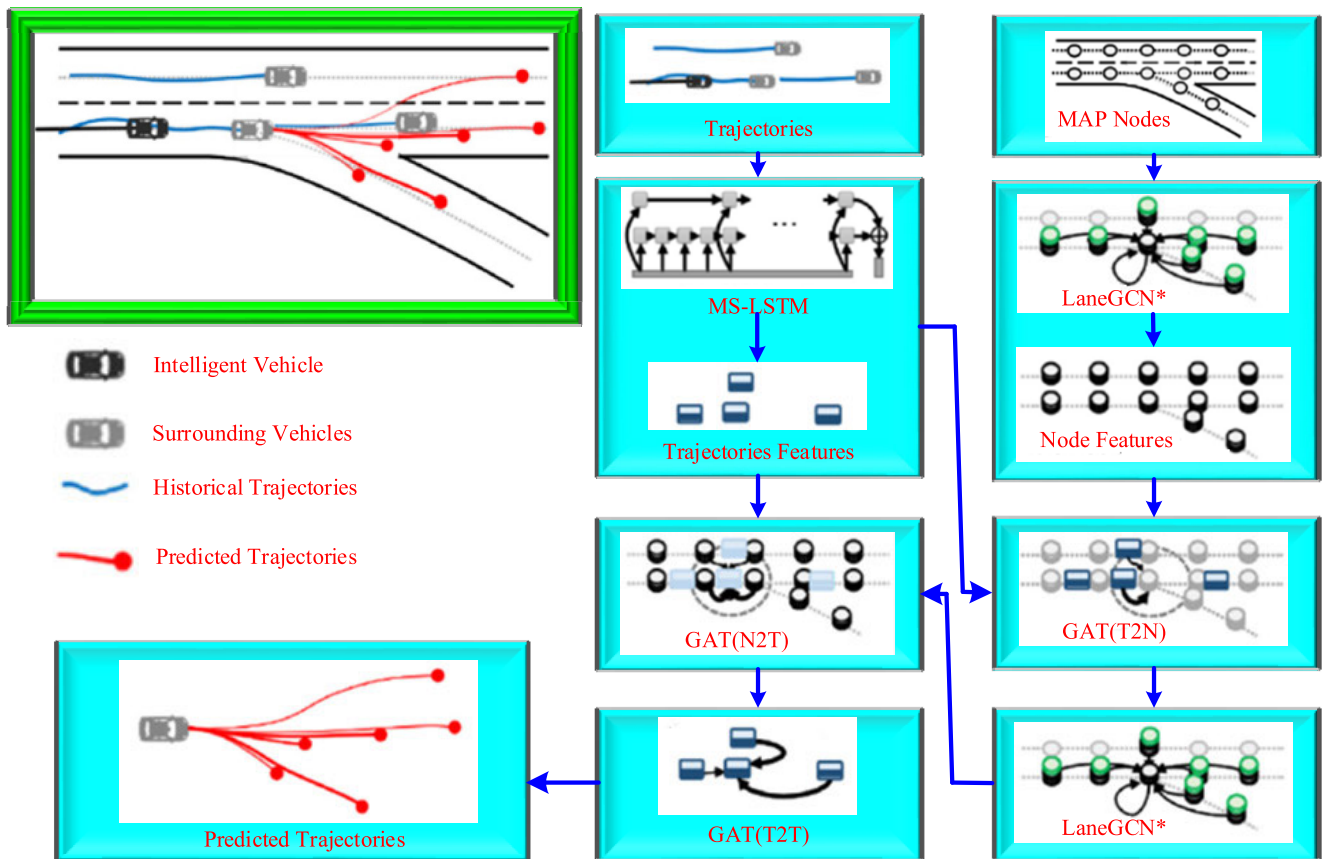 Trajectories
MAP Nodes
MS-LSTM
LaneGCN*
Intelligent Vehicle
Surrounding Vehicles
Trajectories Features
Node Features
Historical Trajectories
Predicted Trajectories
GAT(N2T)
GAT(T2N)
Predicted Trajectories
GAT(T2T)
LaneGCN*